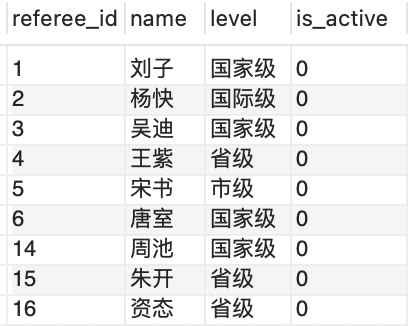 referee_id name level is_active
1 刘子 国家级 0
2 杨快 国际级 0
3 吴迪 国家级 0
4 王紫 省级 0
5 宋书 市级 0
6 唐室 国家级 0
14 周池 国家级 0
15 朱开 省级 0
16 资态 省级 0